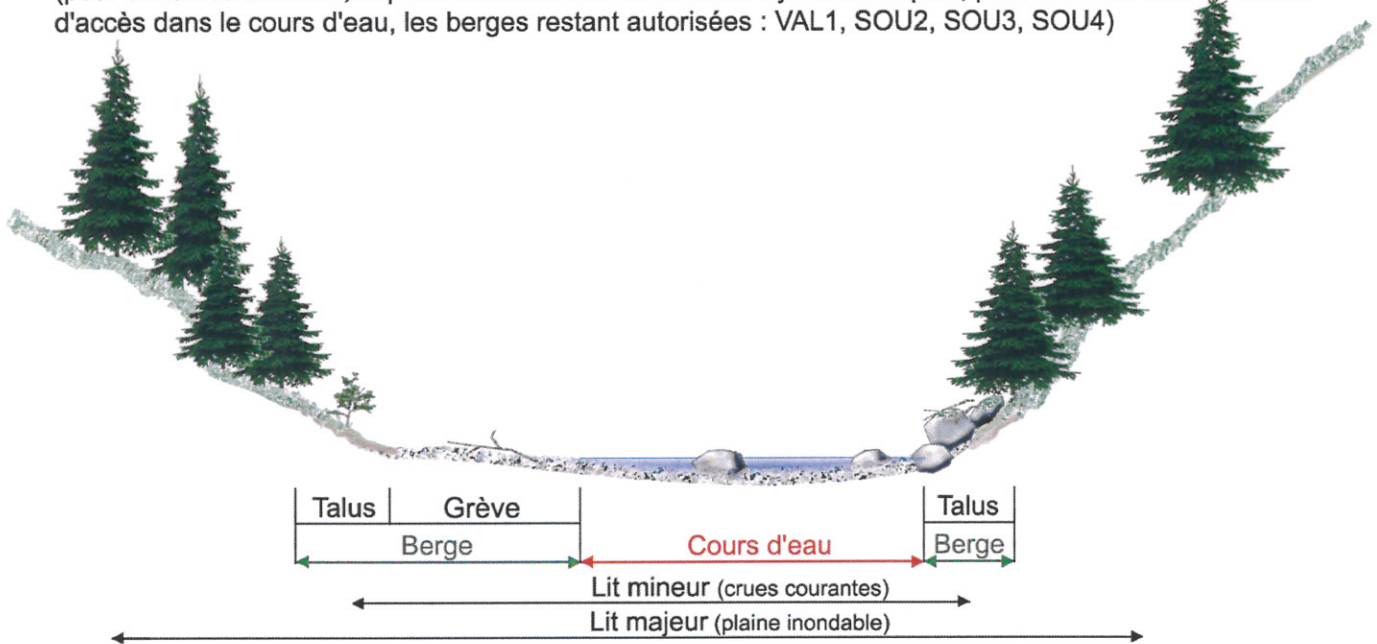 d'accès dans le cours d'eau, les berges restant autorisées : VAL1, SOU2, SOU3, SOU4)
Talus Grève Talus
Berge Cours d'eau Berge
Lit mineur (crues courantes)
Lit majeur (plaine inondable)